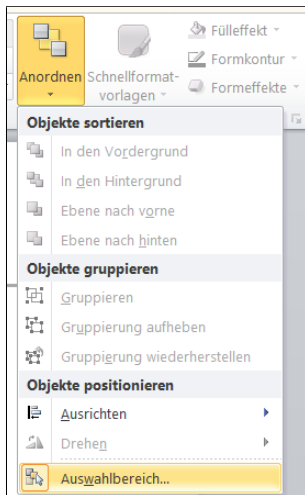 Anordnen
Schnellformat-
vorlagen
Fülleffekt
Formkontur
Formeffekte
Objekte sortieren
In den Vordergrund
In den Hintergrund
Ebene nach vorne
Ebene nach hinten
Objekte gruppieren
Gruppieren
Gruppierung aufheben
Gruppierung wiederherstellen
Objekte positionieren
Ausrichten
Drehen
Auswahlbereich...